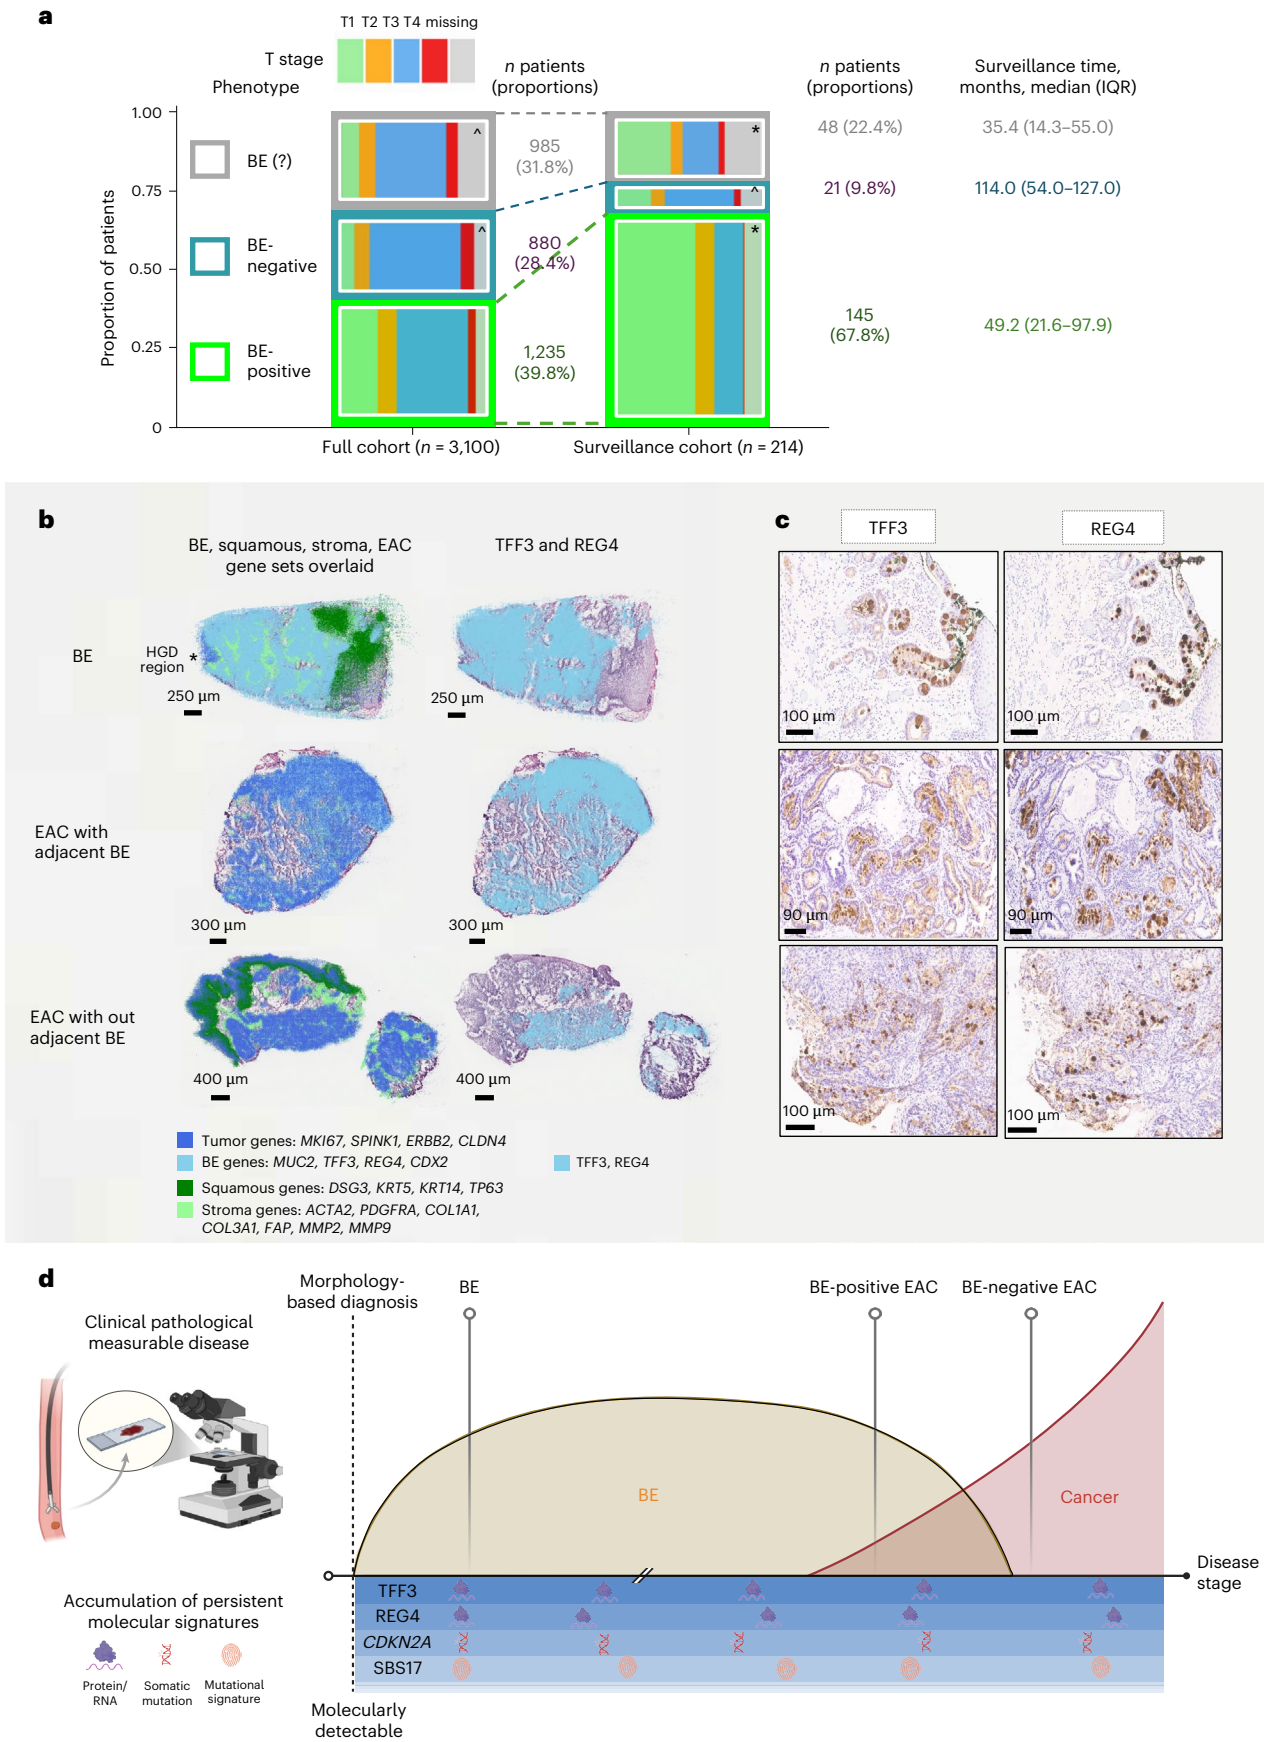 a
T1 T2 T3 T4 missing
T stage
Phenotype
n patients
(proportions)
n patients
(proportions)
Surveillance time,
months, median (IQR)
Proportion of patients
1.00
0.75
0.50
0.25
0
BE (?)
BE-
negative
BE-
positive
^
^
*
^
*
985
(31.8%)
880
(28.4%)
1,235
(39.8%)
48 (22.4%)
35.4 (14.3–55.0)
21 (9.8%)
114.0 (54.0–127.0)
145
(67.8%)
49.2 (21.6–97.9)
Full cohort (n = 3,100)
Surveillance cohort (n = 214)
b
BE, squamous, stroma, EAC
gene sets overlaid
TFF3 and REG4
BE
HGD
region *
250 µm
250 µm
EAC with
adjacent BE
300 µm
300 µm
EAC with out
adjacent BE
400 µm
400 µm
Tumor genes: MKI67, SPINK1, ERBB2, CLDN4
BE genes: MUC2, TFF3, REG4, CDX2
Squamous genes: DSG3, KRT5, KRT14, TP63
Stroma genes: ACTA2, PDGFRA, COL1A1,
COL3A1, FAP, MMP2, MMP9
TFF3, REG4
c
TFF3
REG4
100 µm
100 µm
90 µm
90 µm
100 µm
100 µm
d
Clinical pathological
measurable disease
Morphology-
based diagnosis
BE
BE-positive EAC
BE-negative EAC
BE
Cancer
Disease
stage
Accumulation of persistent
molecular signatures
Protein/
RNA
Somatic
mutation
Mutational
signature
TFF3
REG4
CDKN2A
SBS17
Molecularly
detectable